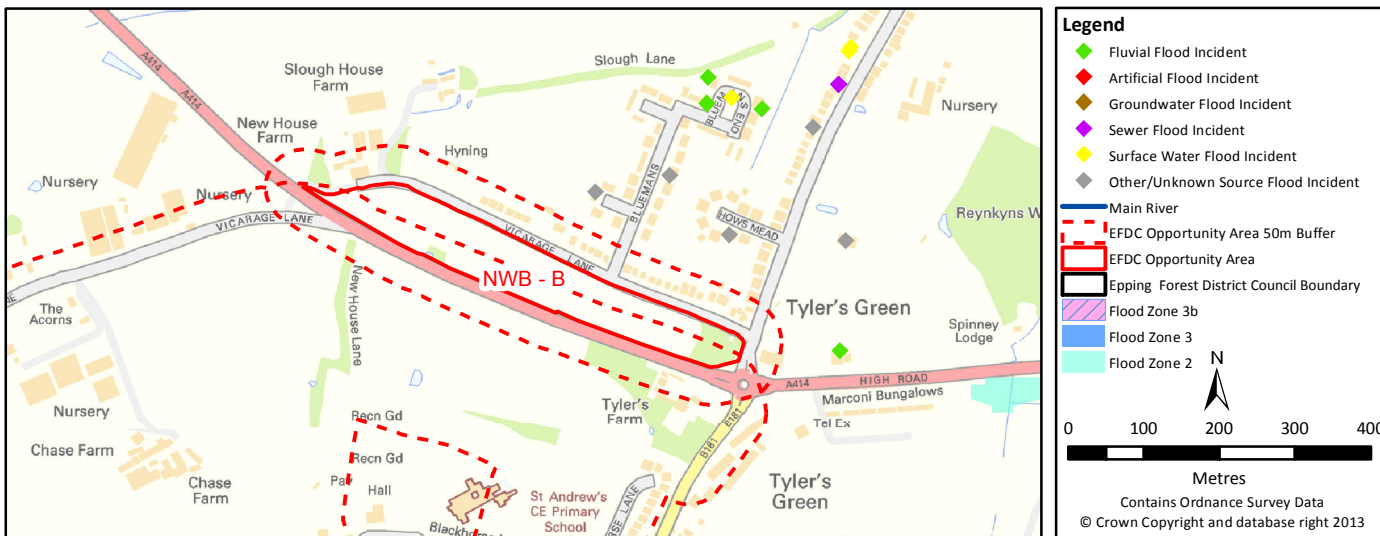 A414
A414
Slough House
Farm
Slough Lane
BLUEMANS END
Nursery
New House
Farm
Hyning
Nursery
Nursery
VICARAGE LANE
BLUEMANS
HOWS MEAD
Reynkyns W
VICARAGE LANE
NWB - B
New House Lane
The
Acorns
Tyler's Green
Spinney
Lodge
A414
HIGH ROAD
Marconi Bungalows
Tel Ex
Tyler's
Farm
B181
B181
Nursery
Chase Farm
Chase
Farm
Recn Gd
Recn Gd
Pav
Hall
St Andrew's
CE Primary
School
Tyler's
Green
Legend
Fluvial Flood Incident
Artificial Flood Incident
Groundwater Flood Incident
Sewer Flood Incident
Surface Water Flood Incident
Other/Unknown Source Flood Incident
Main River
EFDC Opportunity Area 50m Buffer
EFDC Opportunity Area
Epping Forest District Council Boundary
Flood Zone 3b
Flood Zone 3
Flood Zone 2
N
0 100 200 300 400
Metres
Contains Ordnance Survey Data
© Crown Copyright and database right 2013